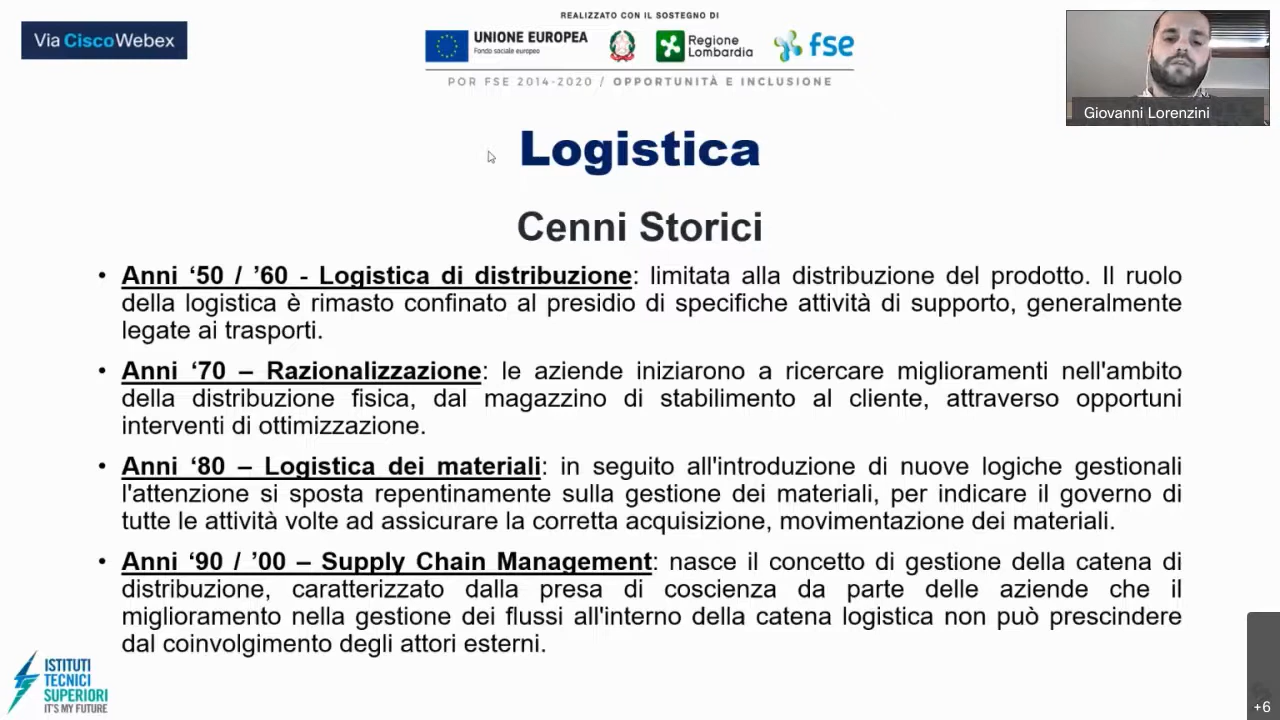 REALIZZATO CON IL SOSTEGNO DI
Via CiscoWebex
UNIONE EUROPEA
Fondo sociale europeo
Regione
Lombardia
fse
POR FSE 2014-2020 / OPPORTUNITÀ E INCLUSIONE
Giovanni Lorenzini
Logistica
Cenni Storici
• Anni ‘50 / ’60 - Logistica di distribuzione: limitata alla distribuzione del prodotto. Il ruolo
della logistica è rimasto confinato al presidio di specifiche attività di supporto, generalmente
legate ai trasporti.
• Anni ‘70 – Razionalizzazione: le aziende iniziarono a ricercare miglioramenti nell'ambito
della distribuzione fisica, dal magazzino di stabilimento al cliente, attraverso opportuni
interventi di ottimizzazione.
• Anni ‘80 – Logistica dei materiali: in seguito all'introduzione di nuove logiche gestionali
l'attenzione si sposta repentinamente sulla gestione dei materiali, per indicare il governo di
tutte le attività volte ad assicurare la corretta acquisizione, movimentazione dei materiali.
• Anni ‘90 / ’00 – Supply Chain Management: nasce il concetto di gestione della catena di
distribuzione, caratterizzato dalla presa di coscienza da parte delle aziende che il
miglioramento nella gestione dei flussi all'interno della catena logistica non può prescindere
dal coinvolgimento degli attori esterni.
ISTITUTI
TECNICI
SUPERIORI
IT'S MY FUTURE
+6